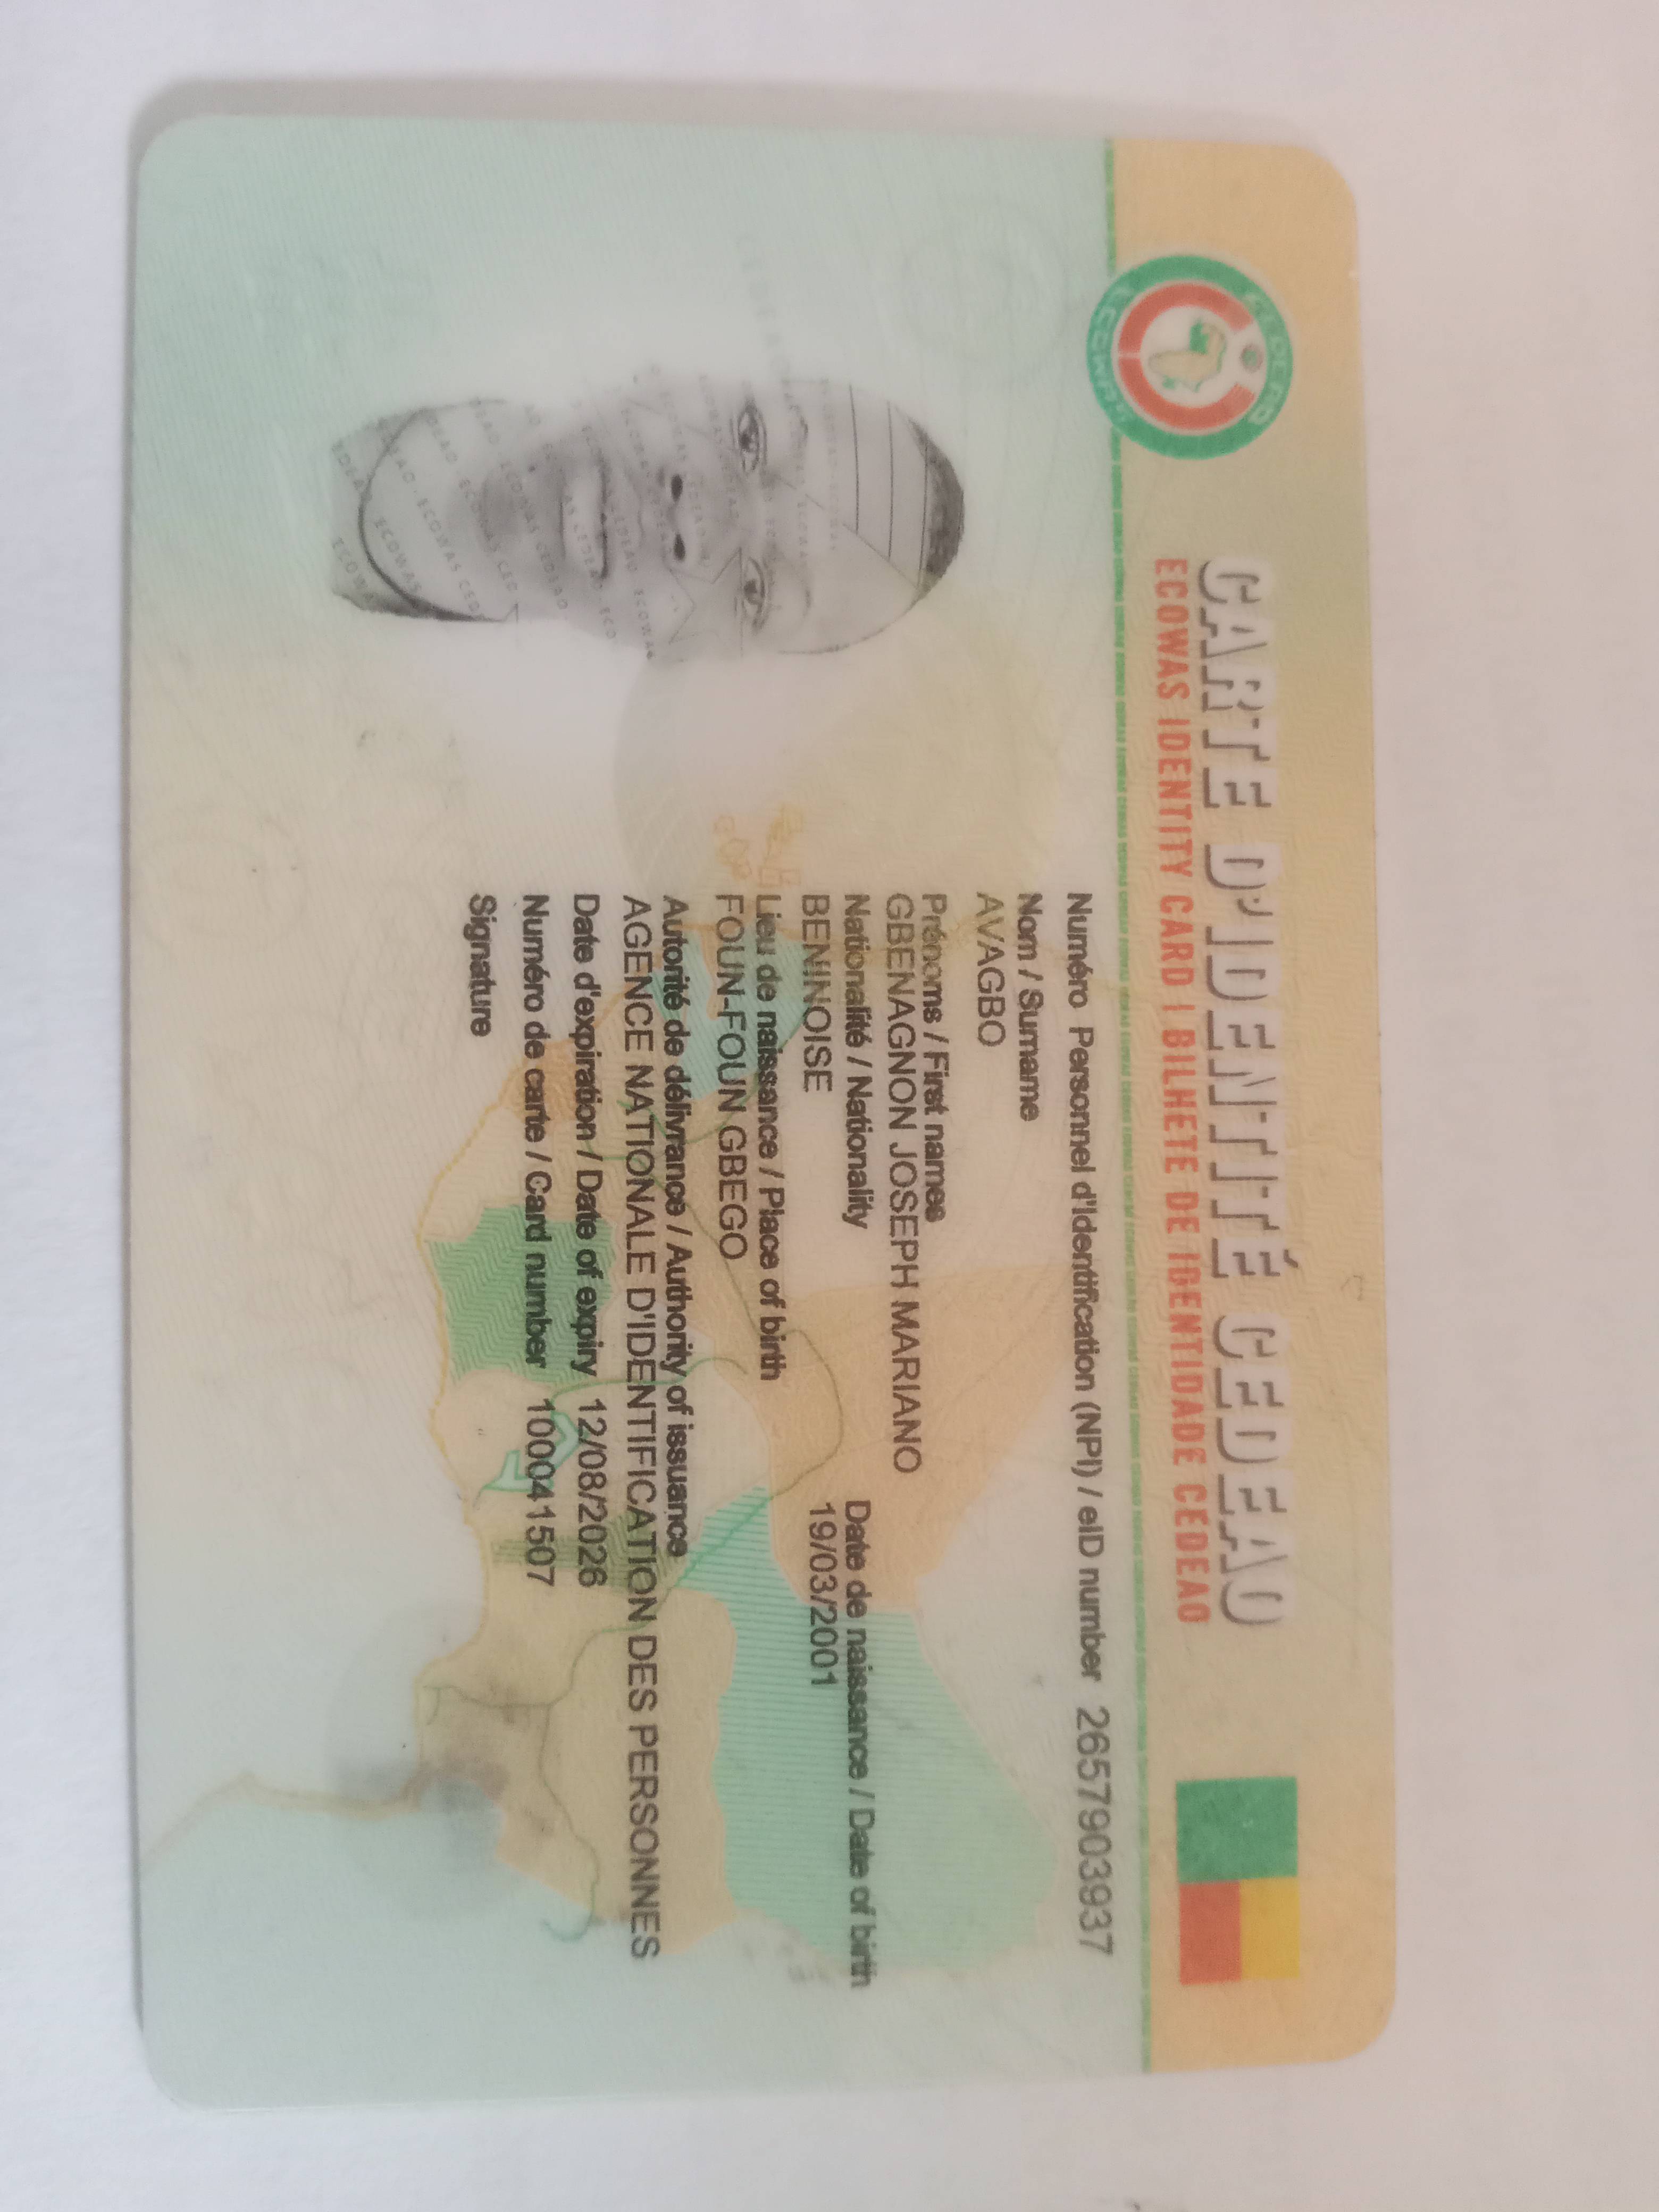 CARTE D'IDENTITÉ CEDEAO
ECOWAS IDENTITY CARD | BILHETE DE IDENTIDADE CEDEAO
CEDEAO
ECOWAS
Numéro Personnel d'Identification (NPI) / eID number 2657903937
Nom / Surname
AVAGBO
Prénoms / First names
GBENAGNON JOSEPH MARIANO
Nationalité / Nationality Date de naissance / Date of birth
BENINOISE 19/03/2001
Lieu de naissance / Place of birth
FOUN-FOUN GBEGO
Autorité de délivrance / Authority of issuance
AGENCE NATIONALE D'IDENTIFICATION DES PERSONNES
Date d'expiration / Date of expiry 12/08/2026
Numéro de carte / Card number 100041507
Signature